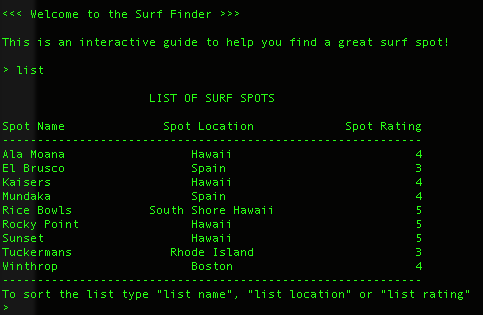 <<< Welcome to the Surf Finder >>>
This is an interactive guide to help you find a great surf spot!
> list
LIST OF SURF SPOTS
Spot Name Spot Location Spot Rating
------------------------------------------------------------
Ala Moana Hawaii 4
El Brusco Spain 3
Kaisers Hawaii 4
Mundaka Spain 4
Rice Bowls South Shore Hawaii 5
Rocky Point Hawaii 5
Sunset Hawaii 5
Tuckermans Rhode Island 3
Winthrop Boston 4
------------------------------------------------------------
To sort the list type "list name", "list location" or "list rating"
>